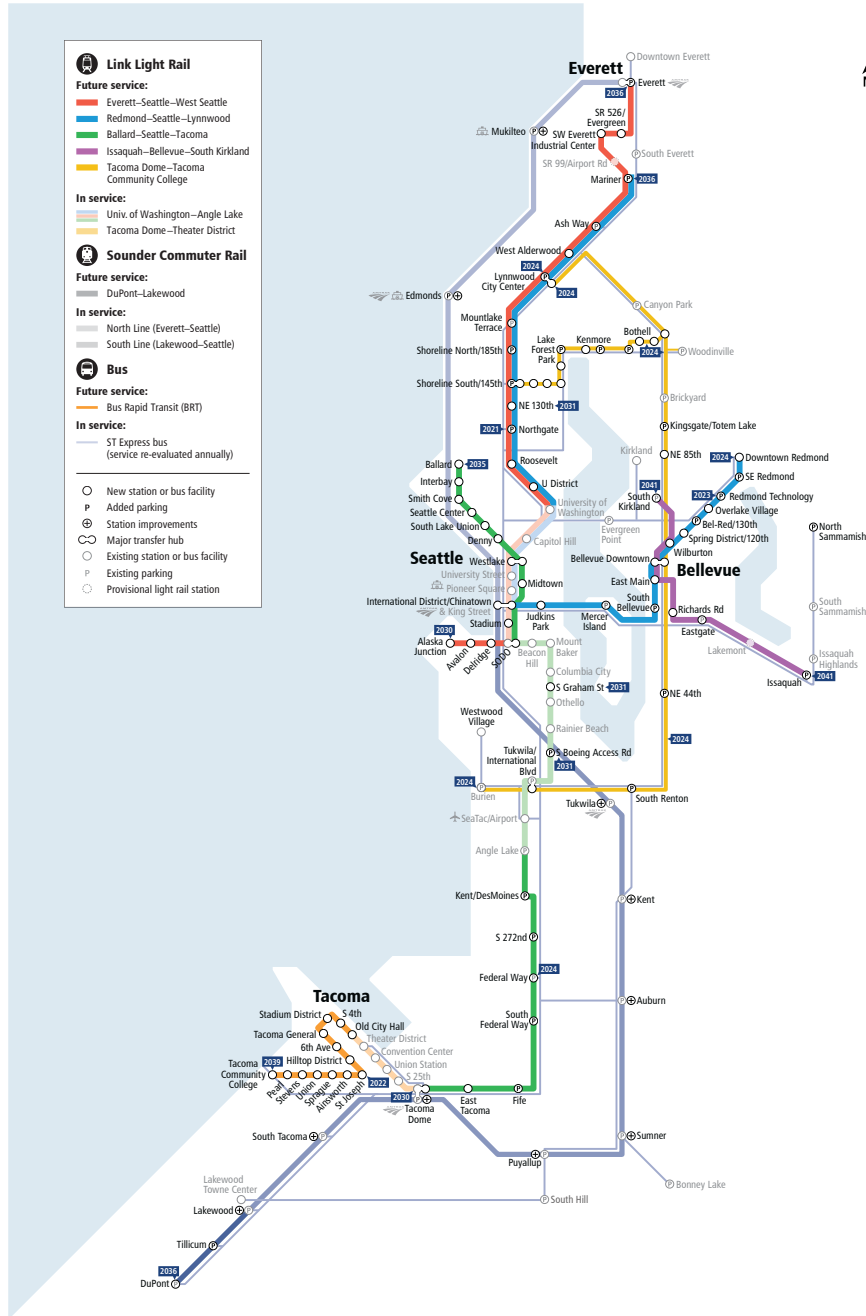 Link Light Rail
Future service:
Everett–Seattle–West Seattle
Redmond–Seattle–Lynnwood
Ballard–Seattle–Tacoma
Issaquah–Bellevue–South Kirkland
Tacoma Dome–Tacoma
Community College
In service:
Univ. of Washington–Angle Lake
Tacoma Dome–Theater District
Sounder Commuter Rail
Future service:
DuPont–Lakewood
In service:
North Line (Everett–Seattle)
South Line (Lakewood–Seattle)
Bus
Future service:
Bus Rapid Transit (BRT)
In service:
ST Express bus
(service re-evaluated annually)
New station or bus facility
P Added parking
Station improvements
Major transfer hub
Existing station or bus facility
P Existing parking
Provisional light rail station
Downtown Everett
Everett
Everett
2036
SR 526/
Evergreen
SW Everett
Industrial Center
Mukilteo
South Everett
SR 99/Airport Rd
Mariner
2036
Ash Way
West Alderwood
2024
Lynnwood
City Center
2024
Edmonds
Canyon Park
Mountlake
Terrace
Lake
Forest
Park
Kenmore
Bothell
2024
Woodinville
Shoreline North/185th
Shoreline South/145th
Brickyard
NE 130th
2031
2021
Northgate
Kingsgate/Totem Lake
Roosevelt
Ballard
2035
Kirkland
NE 85th
2024
Downtown Redmond
Interbay
U District
2041
SE Redmond
Smith Cove
South
Kirkland
2023
Redmond Technology
Seattle Center
University of
Washington
Overlake Village
South Lake Union
Evergreen
Point
Bel-Red/130th
Denny
Capitol Hill
Spring District/120th
North
Sammamish
Seattle
Westlake
Wilburton
Bellevue Downtown
Bellevue
University Street
Pioneer Square
Midtown
East Main
International District/Chinatown
& King Street
Judkins
Park
Mercer
Island
South
Bellevue
Richards Rd
South
Sammamish
Stadium
Eastgate
2030
Alaska
Junction
Avalon
Delridge
SODO
Beacon
Hill
Mount
Baker
Lakemont
Issaquah
Highlands
Columbia City
Issaquah
2041
S Graham St
2031
Othello
NE 44th
Westwood
Village
Rainier Beach
2024
Tukwila/
International
Blvd
S Boeing Access Rd
2031
2024
Burien
South Renton
Tukwila
SeaTac/Airport
Angle Lake
Kent/DesMoines
Kent
S 272nd
2024
Federal Way
Auburn
South
Federal Way
Tacoma
Stadium District
S 4th
Old City Hall
Tacoma General
Theater District
6th Ave
Convention Center
Hilltop District
Union Station
S 25th
2039
Tacoma
Community
College
Pearl
Stevens
Union
Sprague
Ainsworth
St Joseph
2022
2030
Tacoma
Dome
East
Tacoma
Fife
South Tacoma
Sumner
Puyallup
Lakewood
Towne Center
Bonney Lake
South Hill
Lakewood
Tillicum
2036
DuPont